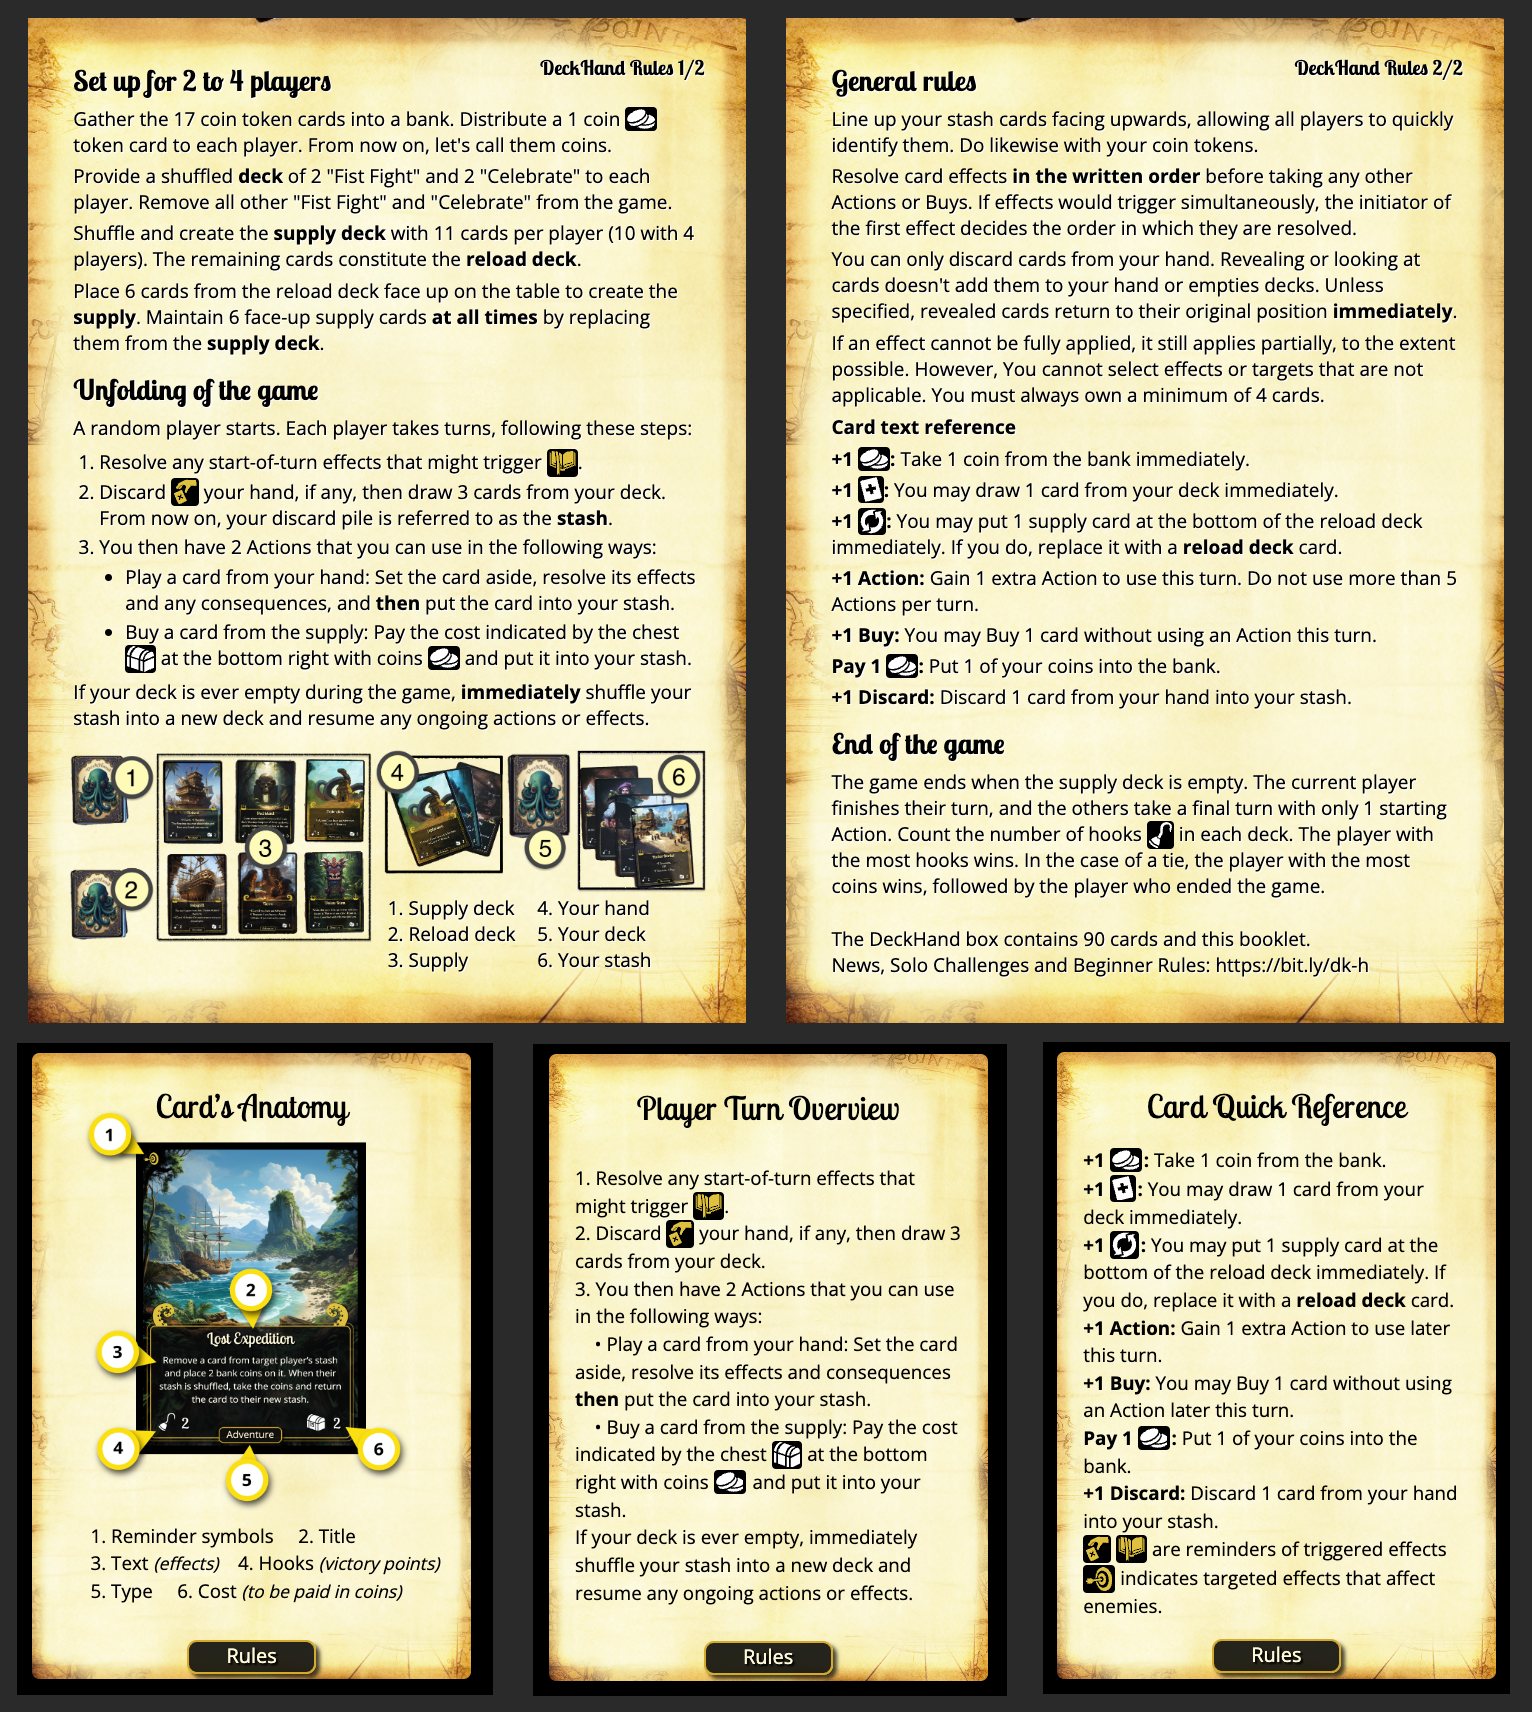 DeckHand Rules 1/2
Set up for 2 to 4 players
Gather the 17 coin token cards into a bank. Distribute a 1 coin
token card to each player. From now on, let's call them coins.
Provide a shuffled deck of 2 "Fist Fight" and 2 "Celebrate" to each
player. Remove all other "Fist Fight" and "Celebrate" from the game.
Shuffle and create the supply deck with 11 cards per player (10 with 4
players). The remaining cards constitute the reload deck.
Place 6 cards from the reload deck face up on the table to create the
supply. Maintain 6 face-up supply cards at all times by replacing
them from the supply deck.
Unfolding of the game
A random player starts. Each player takes turns, following these steps:
1. Resolve any start-of-turn effects that might trigger .
2. Discard your hand, if any, then draw 3 cards from your deck.
From now on, your discard pile is referred to as the stash.
3. You then have 2 Actions that you can use in the following ways:
• Play a card from your hand: Set the card aside, resolve its effects
and any consequences, and then put the card into your stash.
• Buy a card from the supply: Pay the cost indicated by the chest
at the bottom right with coins and put it into your stash.
If your deck is ever empty during the game, immediately shuffle your
stash into a new deck and resume any ongoing actions or effects.
1
2
3
4
5
6
1. Supply deck 4. Your hand
2. Reload deck 5. Your deck
3. Supply 6. Your stash
DeckHand Rules 2/2
General rules
Line up your stash cards facing upwards, allowing all players to quickly
identify them. Do likewise with your coin tokens.
Resolve card effects in the written order before taking any other
Actions or Buys. If effects would trigger simultaneously, the initiator of
the first effect decides the order in which they are resolved.
You can only discard cards from your hand. Revealing or looking at
cards doesn't add them to your hand or empties decks. Unless
specified, revealed cards return to their original position immediately.
If an effect cannot be fully applied, it still applies partially, to the extent
possible. However, You cannot select effects or targets that are not
applicable. You must always own a minimum of 4 cards.
Card text reference
+1 : Take 1 coin from the bank immediately.
+1 : You may draw 1 card from your deck immediately.
+1 : You may put 1 supply card at the bottom of the reload deck
immediately. If you do, replace it with a reload deck card.
+1 Action: Gain 1 extra Action to use this turn. Do not use more than 5
Actions per turn.
+1 Buy: You may Buy 1 card without using an Action this turn.
Pay 1 : Put 1 of your coins into the bank.
+1 Discard: Discard 1 card from your hand into your stash.
End of the game
The game ends when the supply deck is empty. The current player
finishes their turn, and the others take a final turn with only 1 starting
Action. Count the number of hooks in each deck. The player with
the most hooks wins. In the case of a tie, the player with the most
coins wins, followed by the player who ended the game.
The DeckHand box contains 90 cards and this booklet.
News, Solo Challenges and Beginner Rules: https://bit.ly/dk-h
Card's Anatomy
1
2
Lost Expedition
3
Remove a card from target player's stash
and place 2 bank coins on it. When their
stash is shuffled, take the coins and return
the card to their new stash.
2 2
Adventure
4
5
6
1. Reminder symbols 2. Title
3. Text (effects) 4. Hooks (victory points)
5. Type 6. Cost (to be paid in coins)
Rules
Player Turn Overview
1. Resolve any start-of-turn effects that
might trigger .
2. Discard your hand, if any, then draw 3
cards from your deck.
3. You then have 2 Actions that you can use
in the following ways:
• Play a card from your hand: Set the card
aside, resolve its effects and consequences
then put the card into your stash.
• Buy a card from the supply: Pay the cost
indicated by the chest at the bottom
right with coins and put it into your
stash.
If your deck is ever empty, immediately
shuffle your stash into a new deck and
resume any ongoing actions or effects.
Rules
Card Quick Reference
+1 : Take 1 coin from the bank.
+1 : You may draw 1 card from your
deck immediately.
+1 : You may put 1 supply card at the
bottom of the reload deck immediately. If
you do, replace it with a reload deck card.
+1 Action: Gain 1 extra Action to use later
this turn.
+1 Buy: You may Buy 1 card without using
an Action later this turn.
Pay 1 : Put 1 of your coins into the
bank.
+1 Discard: Discard 1 card from your hand
into your stash.
are reminders of triggered effects
indicates targeted effects that affect
enemies.
Rules